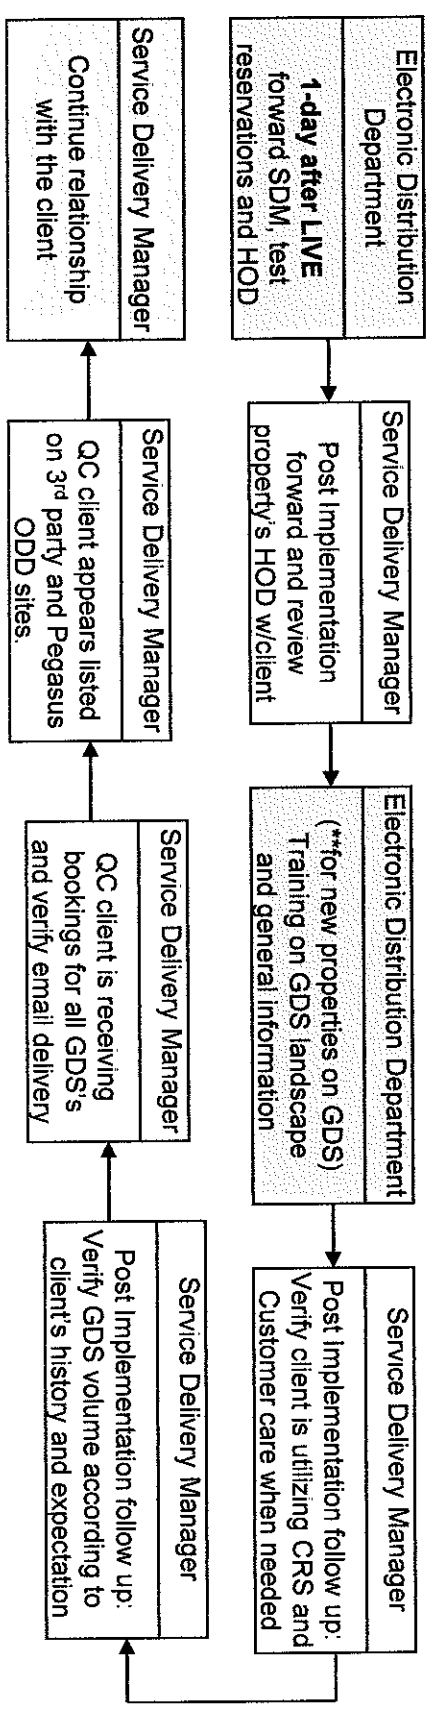 Electronic Distribution
Department
1-day after LIVE
forward SDM, test
reservations and HOD
Service Delivery Manager
Post Implementation
forward and review
property's HOD w/client
Electronic Distribution Department
(**for new properties on GDS)
Training on GDS landscape
and general information
Service Delivery Manager
Post Implementation follow up:
Verify client is utilizing CRS and
Customer care when needed
Service Delivery Manager
Post Implementation follow up:
Verify GDS volume according to
client's history and expectation
Service Delivery Manager
QC client is receiving
bookings for all GDS's
and verify email delivery
Service Delivery Manager
QC client appears listed
on 3rd party and Pegasus
ODD sites.
Service Delivery Manager
Continue relationship
with the client